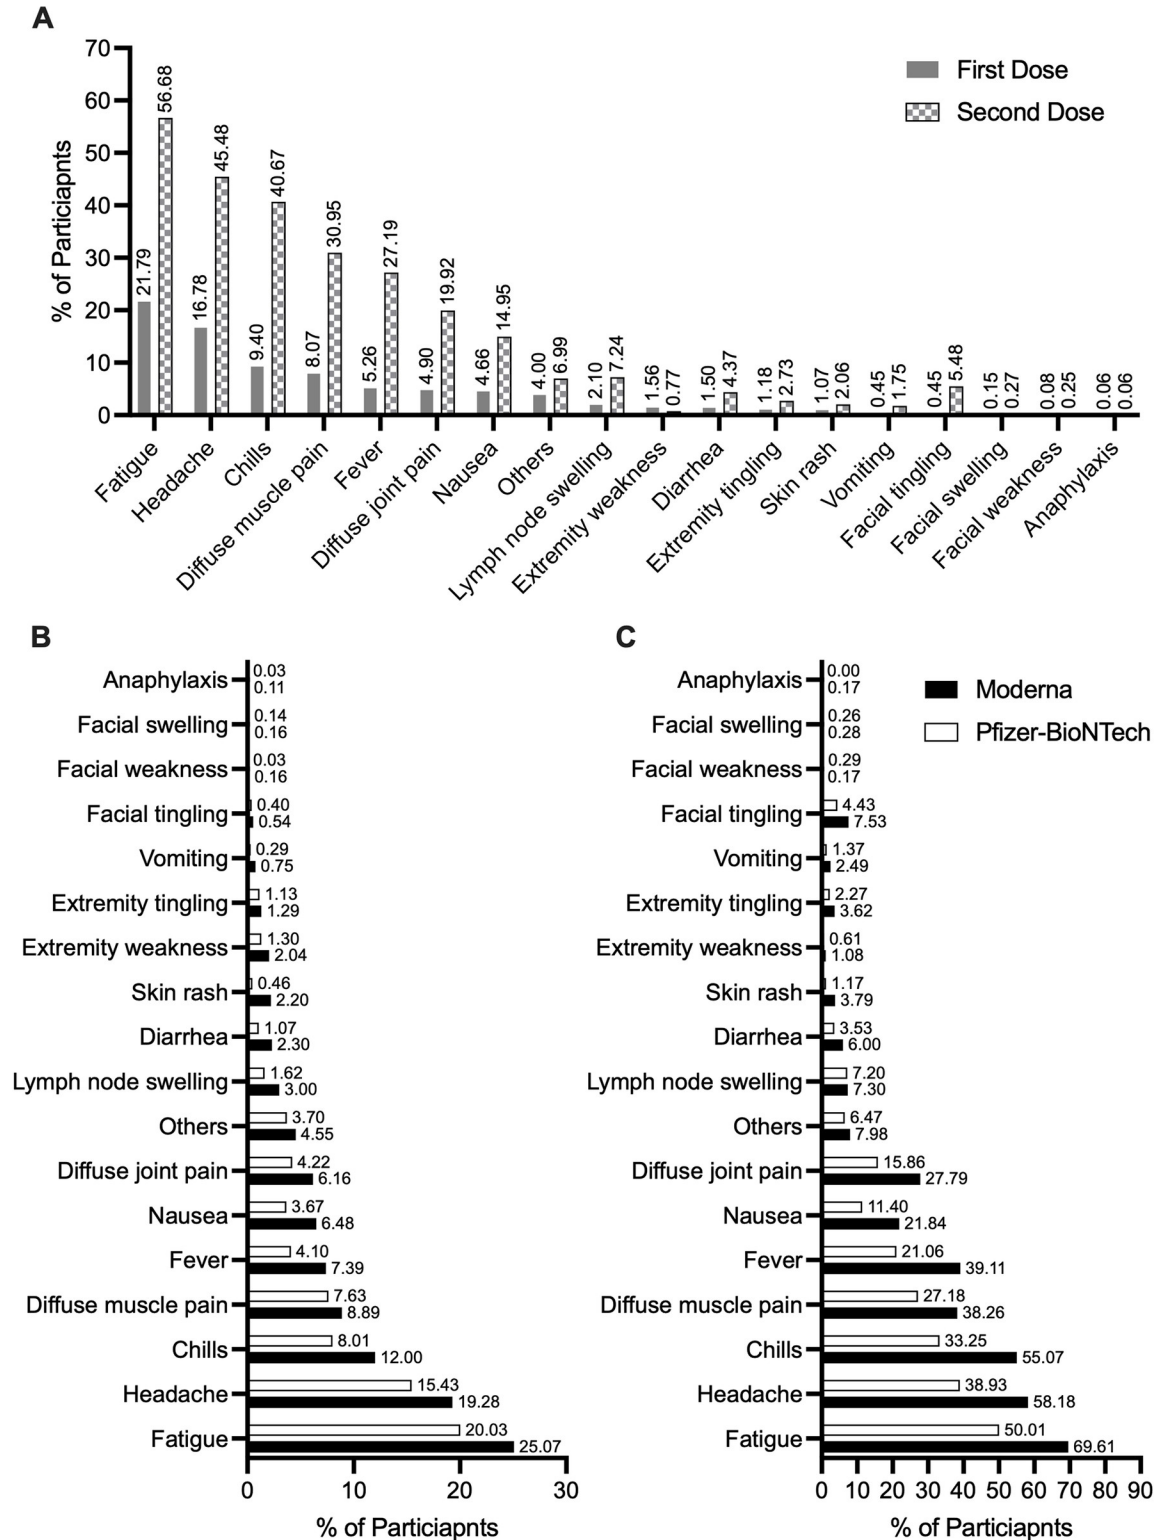 A
70
60
50
40
30
20
10
0
% of Particiapnts
First Dose
Second Dose
21.79
56.68
16.78
45.48
9.40
40.67
8.07
30.95
5.26
27.19
4.90
19.92
4.66
14.95
4.00
6.99
2.10
7.24
1.56
0.77
1.50
4.37
1.18
2.73
1.07
2.06
0.45
1.75
0.45
5.48
0.15
0.27
0.08
0.25
0.06
0.06
Fatigue
Headache
Chills
Diffuse muscle pain
Fever
Diffuse joint pain
Nausea
Others
Lymph node swelling
Extremity weakness
Diarrhea
Extremity tingling
Skin rash
Vomiting
Facial tingling
Facial swelling
Facial weakness
Anaphylaxis
B
Anaphylaxis
0.03
0.11
Facial swelling
0.14
0.16
Facial weakness
0.03
0.16
Facial tingling
0.40
0.54
Vomiting
0.29
0.75
Extremity tingling
1.13
1.29
Extremity weakness
1.30
2.04
Skin rash
0.46
2.20
Diarrhea
1.07
2.30
Lymph node swelling
1.62
3.00
Others
3.70
4.55
Diffuse joint pain
4.22
6.16
Nausea
3.67
6.48
Fever
4.10
7.39
Diffuse muscle pain
7.63
8.89
Chills
8.01
12.00
Headache
15.43
19.28
Fatigue
20.03
25.07
0 10 20 30
% of Particiapnts
C
Moderna
Pfizer-BioNTech
Anaphylaxis
0.00
0.17
Facial swelling
0.26
0.28
Facial weakness
0.29
0.17
Facial tingling
4.43
7.53
Vomiting
1.37
2.49
Extremity tingling
2.27
3.62
Extremity weakness
0.61
1.08
Skin rash
1.17
3.79
Diarrhea
3.53
6.00
Lymph node swelling
7.20
7.30
Others
6.47
7.98
Diffuse joint pain
15.86
27.79
Nausea
11.40
21.84
Fever
21.06
39.11
Diffuse muscle pain
27.18
38.26
Chills
33.25
55.07
Headache
38.93
58.18
Fatigue
50.01
69.61
0 10 20 30 40 50 60 70 80 90
% of Particiapnts